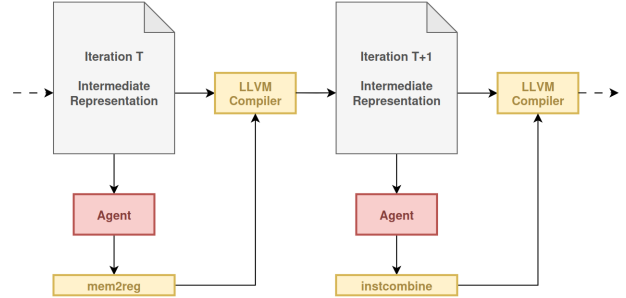 Iteration T
Intermediate
Representation
LLVM
Compiler
Agent
mem2reg
Iteration T+1
Intermediate
Representation
LLVM
Compiler
Agent
instcombine